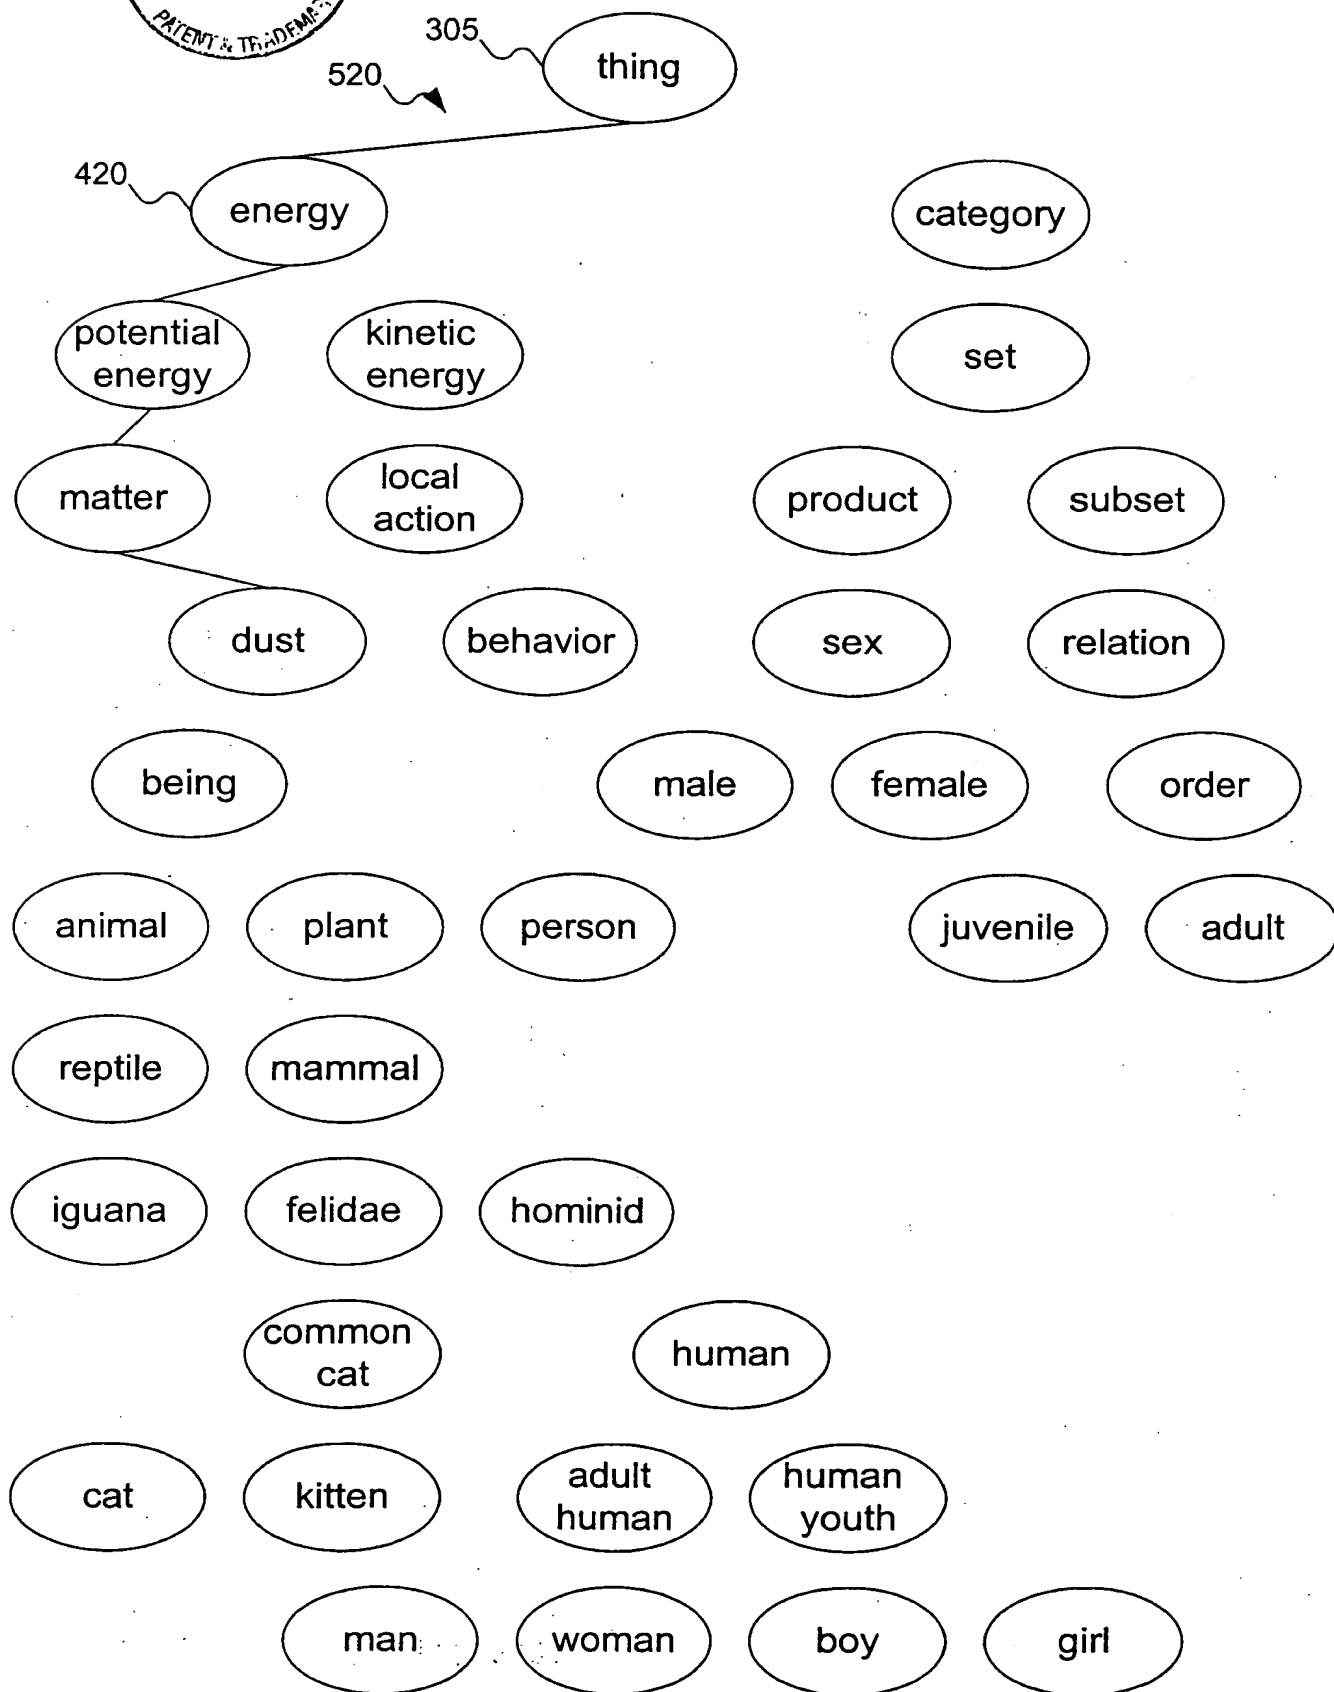 PATENT & TRADEMAR
305
thing
520
420
energy
category
potential
energy
kinetic
energy
set
matter
local
action
product
subset
dust
behavior
sex
relation
being
male
female
order
animal
plant
person
juvenile
adult
reptile
mammal
iguana
felidae
hominid
common
cat
human
cat
kitten
adult
human
human
youth
man
woman
boy
girl